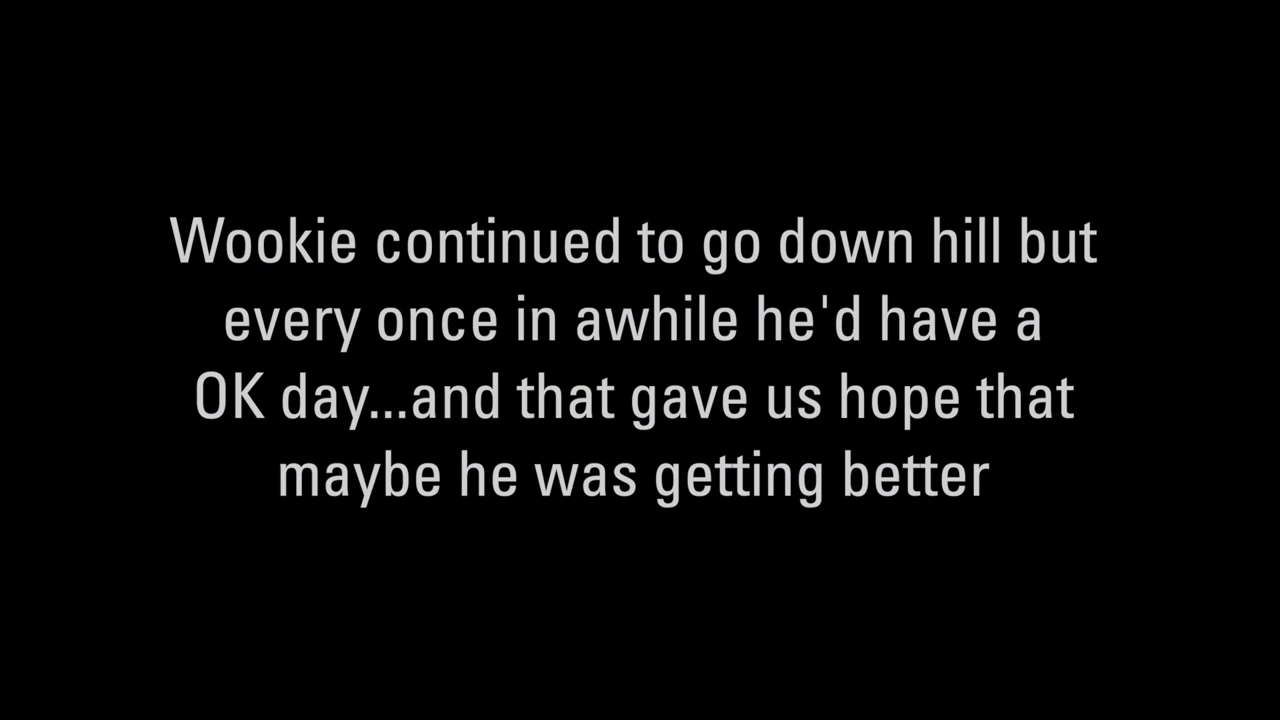 Wookie continued to go down hill but
every once in awhile he'd have a
OK day...and that gave us hope that
maybe he was getting better